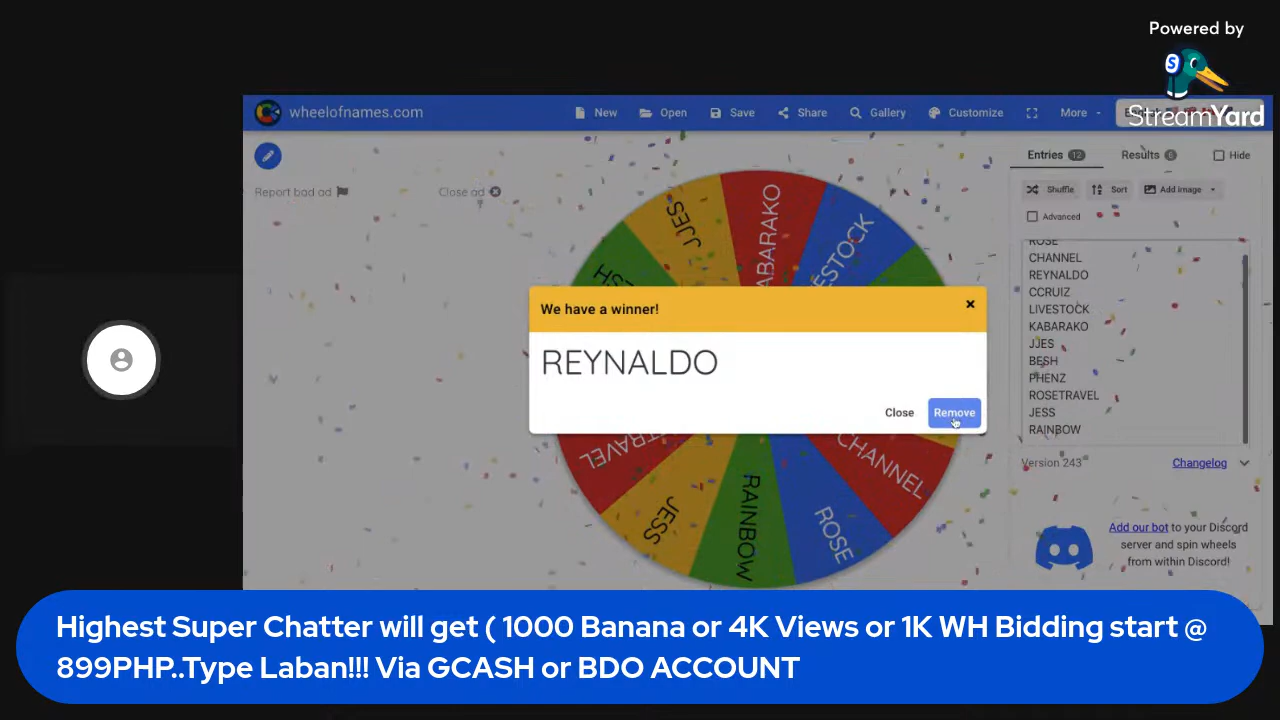 Powered by
StreamYard
wheelofnames.com
New
Open
Save
Share
Gallery
Customize
More
Report bad ad
Close ad
Entries 12
Results 6
Hide
Shuffle
Sort
Add image
Advanced
ROSE
CHANNEL
REYNALDO
CCRUIZ
LIVESTOCK
KABARAKO
JJES
BESH
PHENZ
ROSETRAVEL
JESS
RAINBOW
Version 243
Changelog
Add our bot to your Discord
server and spin wheels
from within Discord!
JJES
ABARAKO
ESTOCK
We have a winner!
REYNALDO
Close
Remove
TRAVEL
JESS
RAINBOW
ROSE
CHANNEL
Highest Super Chatter will get ( 1000 Banana or 4K Views or 1K WH Bidding start @
899PHP..Type Laban!!! Via GCASH or BDO ACCOUNT